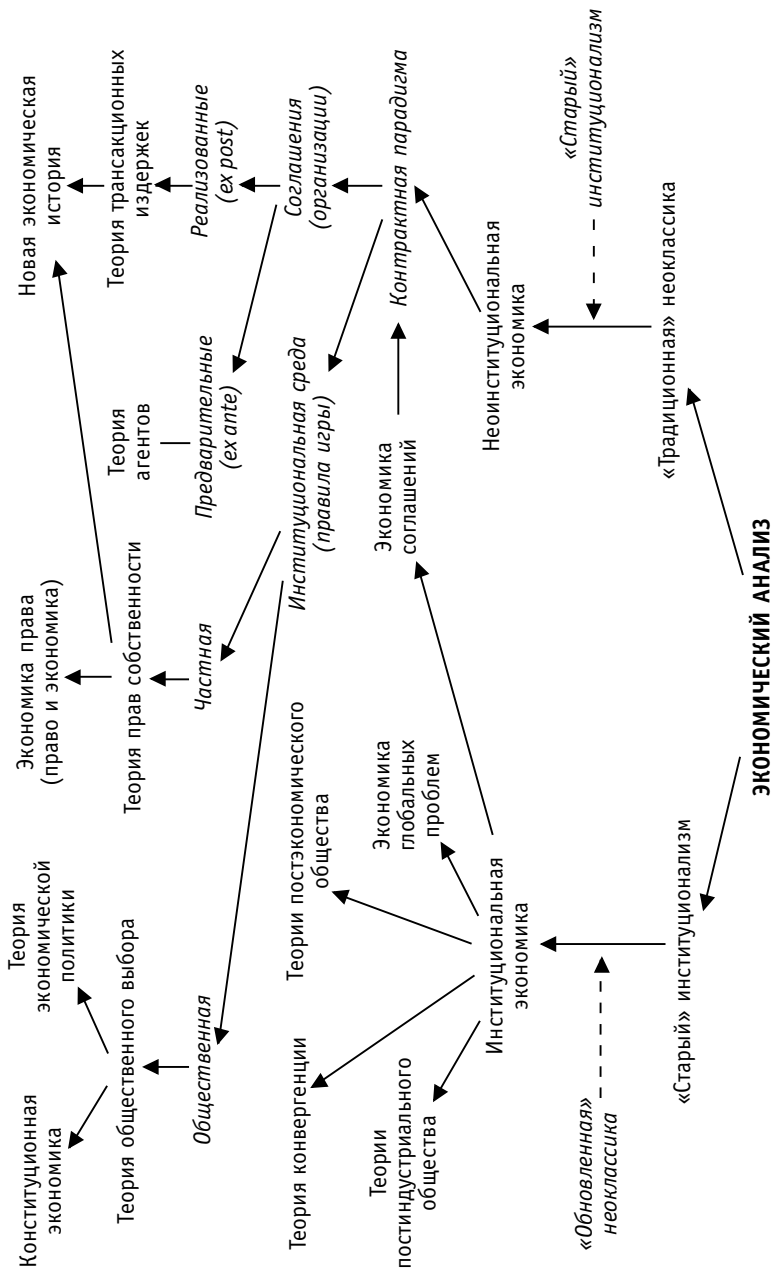 Конституционная
экономика
Теория
экономической
политики
Экономика права
(право и экономика)
Новая экономическая
история
Теория общественного выбора
Теория прав собственности
Теория
агентов
Теория трансакционных
издержек
Общественная
Частная
Предварительные
(ex ante)
Реализованные
(ex post)
Теория конвергенции
Теории постэкономического
общества
Институциональная среда
(правила игры)
Соглашения
(организации)
Теории
постиндустриального
общества
Экономика
глобальных
проблем
Экономика
соглашений
Контрактная парадигма
Институциональная
экономика
Неоинституциональная
экономика
«Обновленная»
неоклассика
«Старый»
институционализм
«Старый» институционализм
«Традиционная» неоклассика
ЭКОНОМИЧЕСКИЙ АНАЛИЗ